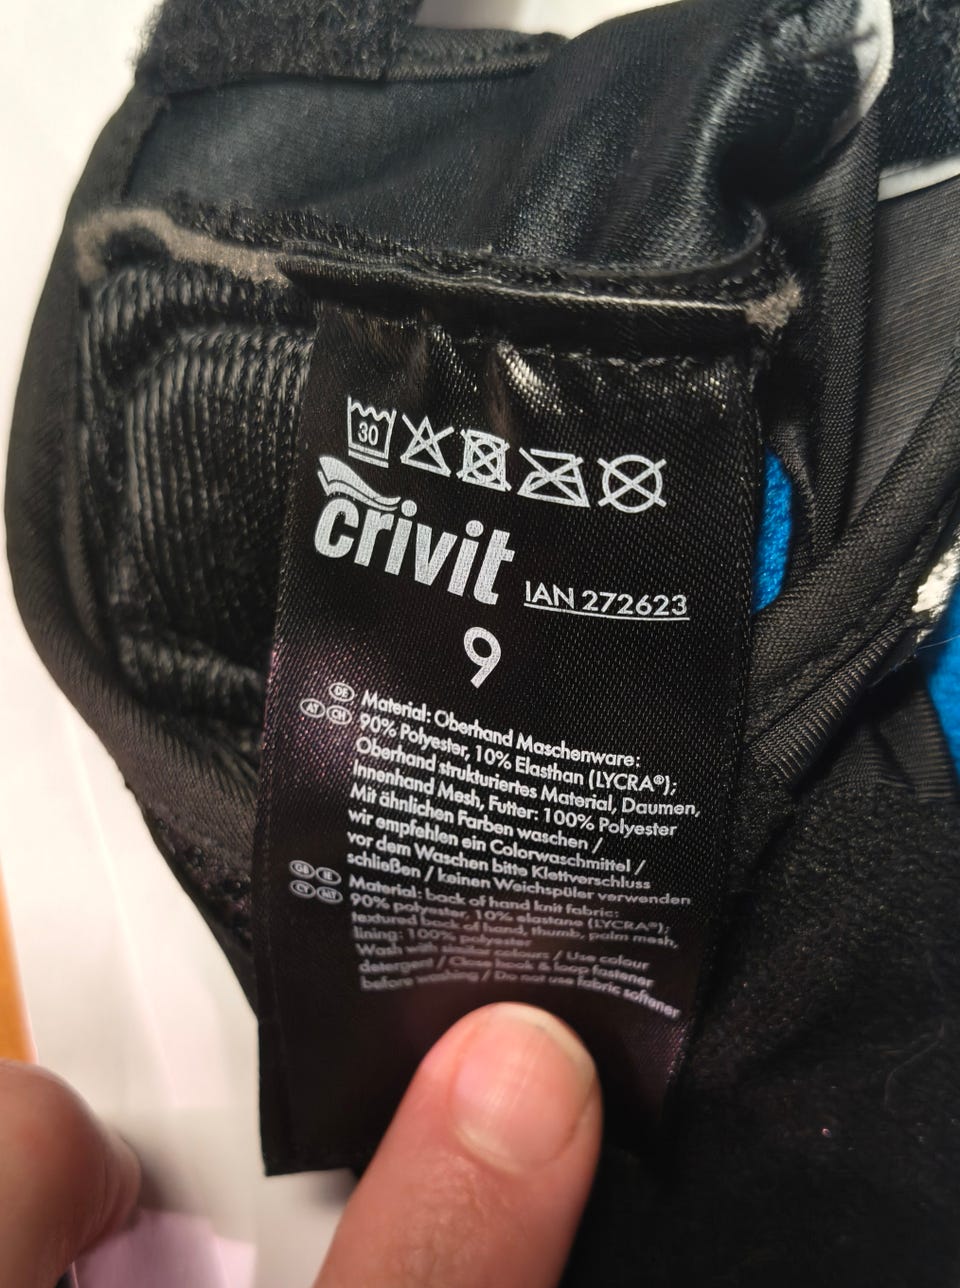 30
crivit
IAN 272623
9
DE
AT CH
Material: Oberhand Maschenware:
90% Polyester, 10% Elasthan (LYCRA®);
Oberhand strukturiertes Material, Daumen,
Innenhand Mesh, Futter: 100% Polyester
Mit ähnlichen Farben waschen /
wir empfehlen ein Colorwaschmittel /
vor dem Waschen bitte Klettverschluss
schließen / keinen Weichspüler verwenden
GB IE
CY MT
Material: back of hand knit fabric:
90% polyester, 10% elastane (LYCRA®);
textured back of hand, thumb, palm mesh,
lining: 100% polyester
Wash with similar colours / Use colour
detergent / Close hook & loop fastener
before washing / Do not use fabric softener